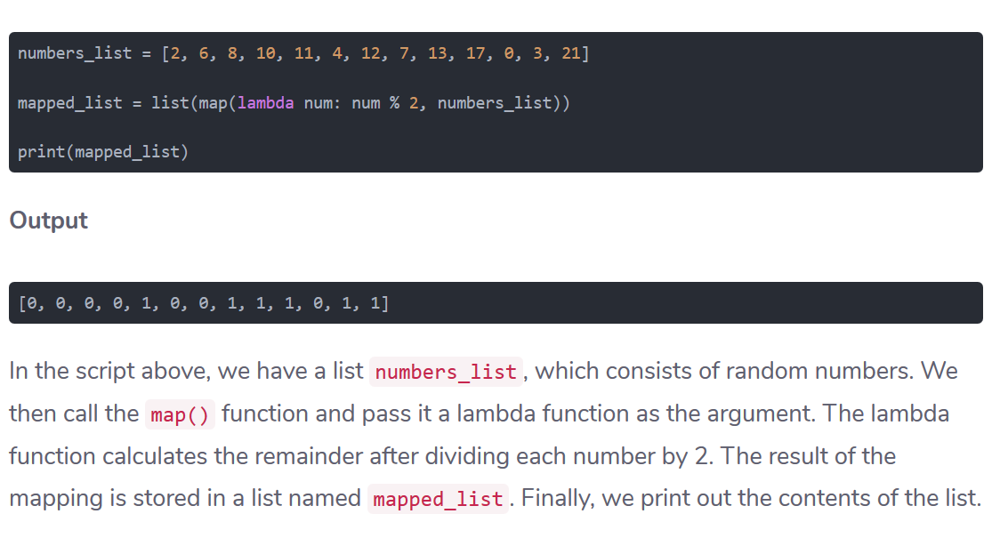 numbers_list = [2, 6, 8, 10, 11, 4, 12, 7, 13, 17, 0, 3, 21]
mapped_list = list(map(lambda num: num % 2, numbers_list))
print(mapped_list)
Output
[0, 0, 0, 0, 1, 0, 0, 1, 1, 1, 0, 1, 1]
In the script above, we have a list numbers_list, which consists of random numbers. We
then call the map() function and pass it a lambda function as the argument. The lambda
function calculates the remainder after dividing each number by 2. The result of the
mapping is stored in a list named mapped_list. Finally, we print out the contents of the list.